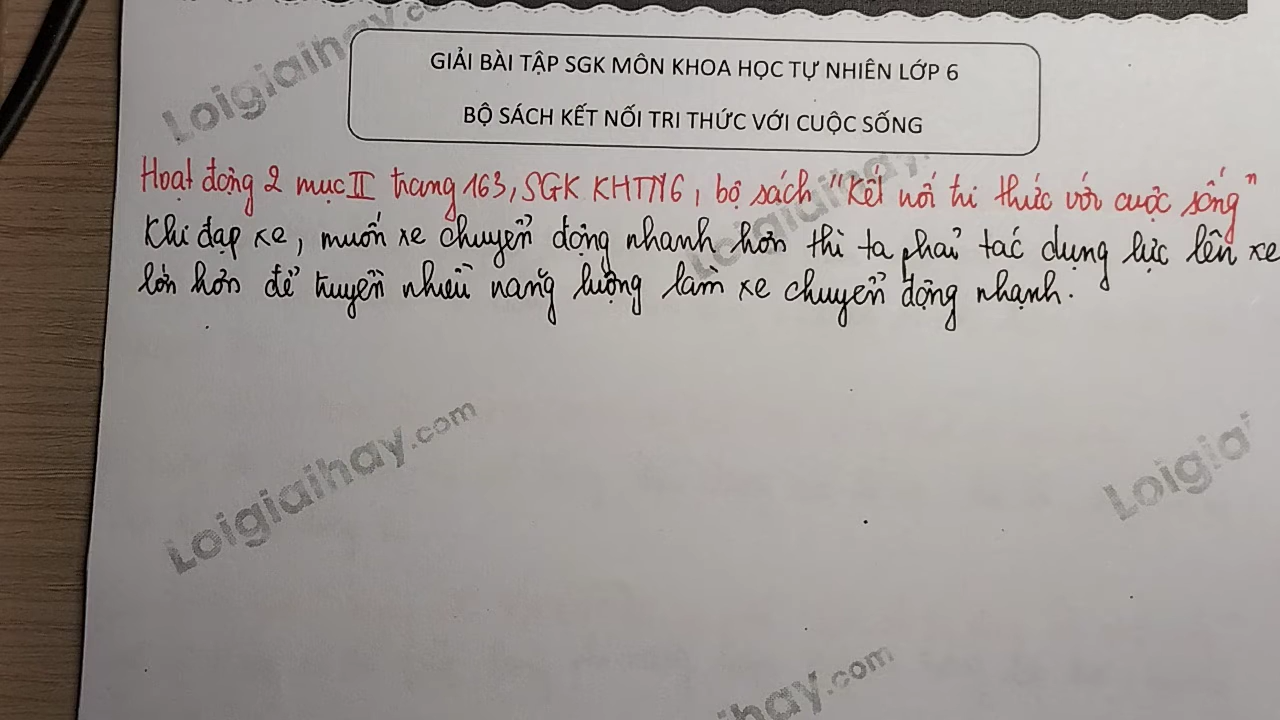 Loigiaihay.co
GIẢI BÀI TẬP SGK MÔN KHOA HỌC TỰ NHIÊN LỚP 6
BỘ SÁCH KẾT NỐI TRI THỨC VỚI CUỘC SỐNG
Hoạt động 2 mục II trang 163, SGK KHTN6, bộ sách "Kết nối tri thức với cuộc sống"
Loigiaihay.
Khi đạp xe, muốn xe chuyển động nhanh hơn thì ta phải tác dụng lực lên xe
lớn hơn để truyền nhiều năng lượng làm xe chuyển động nhanh.
Loigiaihay.com
Loigiai
ihay.com